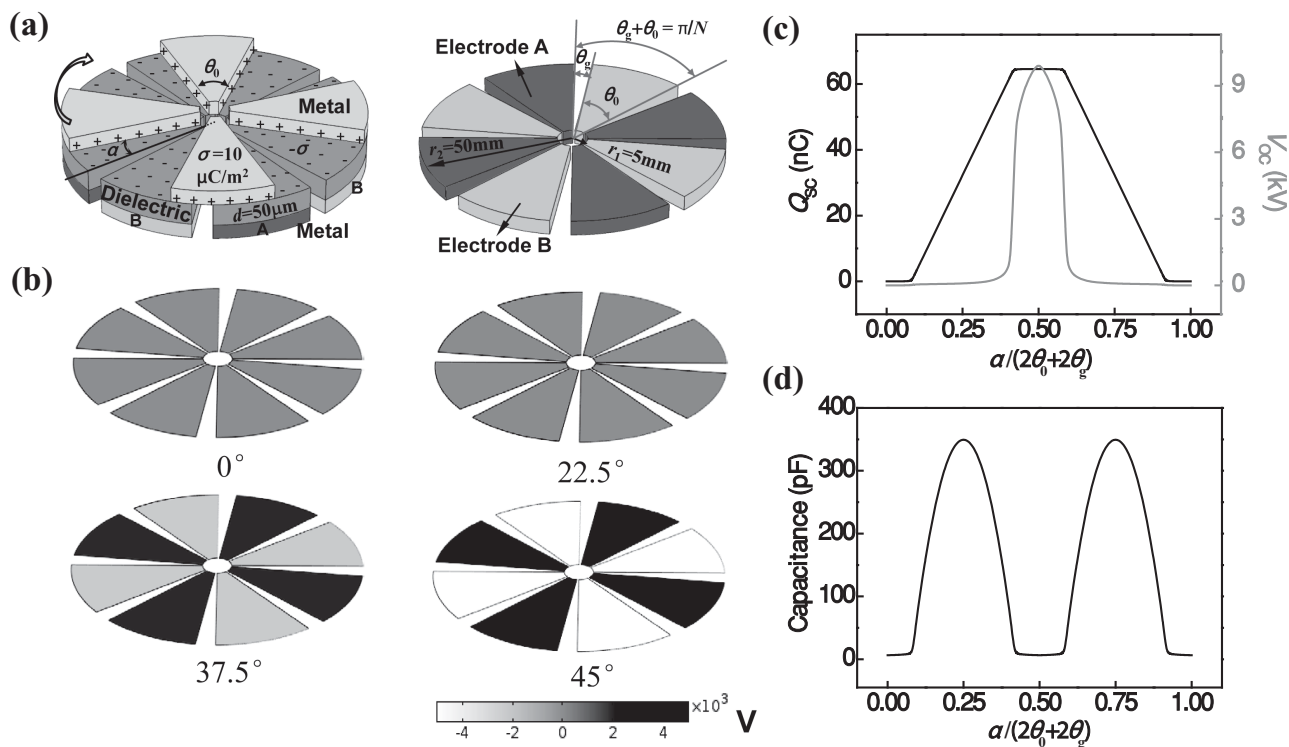 (a)
θ0
Metal
α
-σ
σ=10
μC/m²
Dielectric
d=50μm
B
B
A
Metal
θg+θ0 = π/N
Electrode A
θg
θ0
r2=50mm
r1=5mm
Electrode B
(b)
0°
22.5°
37.5°
45°
×10³
V
-4 -2 0 2 4
(c)
60
40
20
0
QSC (nC)
9
6
3
0
VOC (kV)
0.00 0.25 0.50 0.75 1.00
α/(2θ0+2θg)
(d)
400
300
200
100
0
Capacitance (pF)
0.00 0.25 0.50 0.75 1.00
α/(2θ0+2θg)